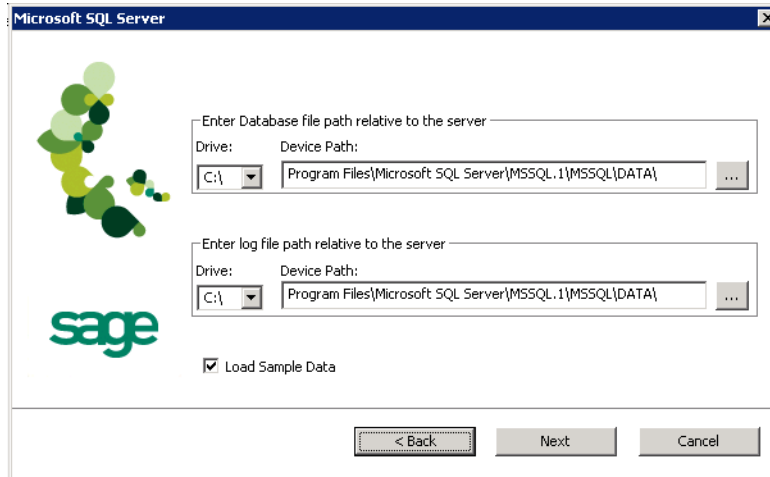 Microsoft SQL Server
Enter Database file path relative to the server
Drive: Device Path:
C:\ Program Files\Microsoft SQL Server\MSSQL.1\MSSQL\DATA\ ...
Enter log file path relative to the server
Drive: Device Path:
C:\ Program Files\Microsoft SQL Server\MSSQL.1\MSSQL\DATA\ ...
sage
Load Sample Data
< Back Next Cancel